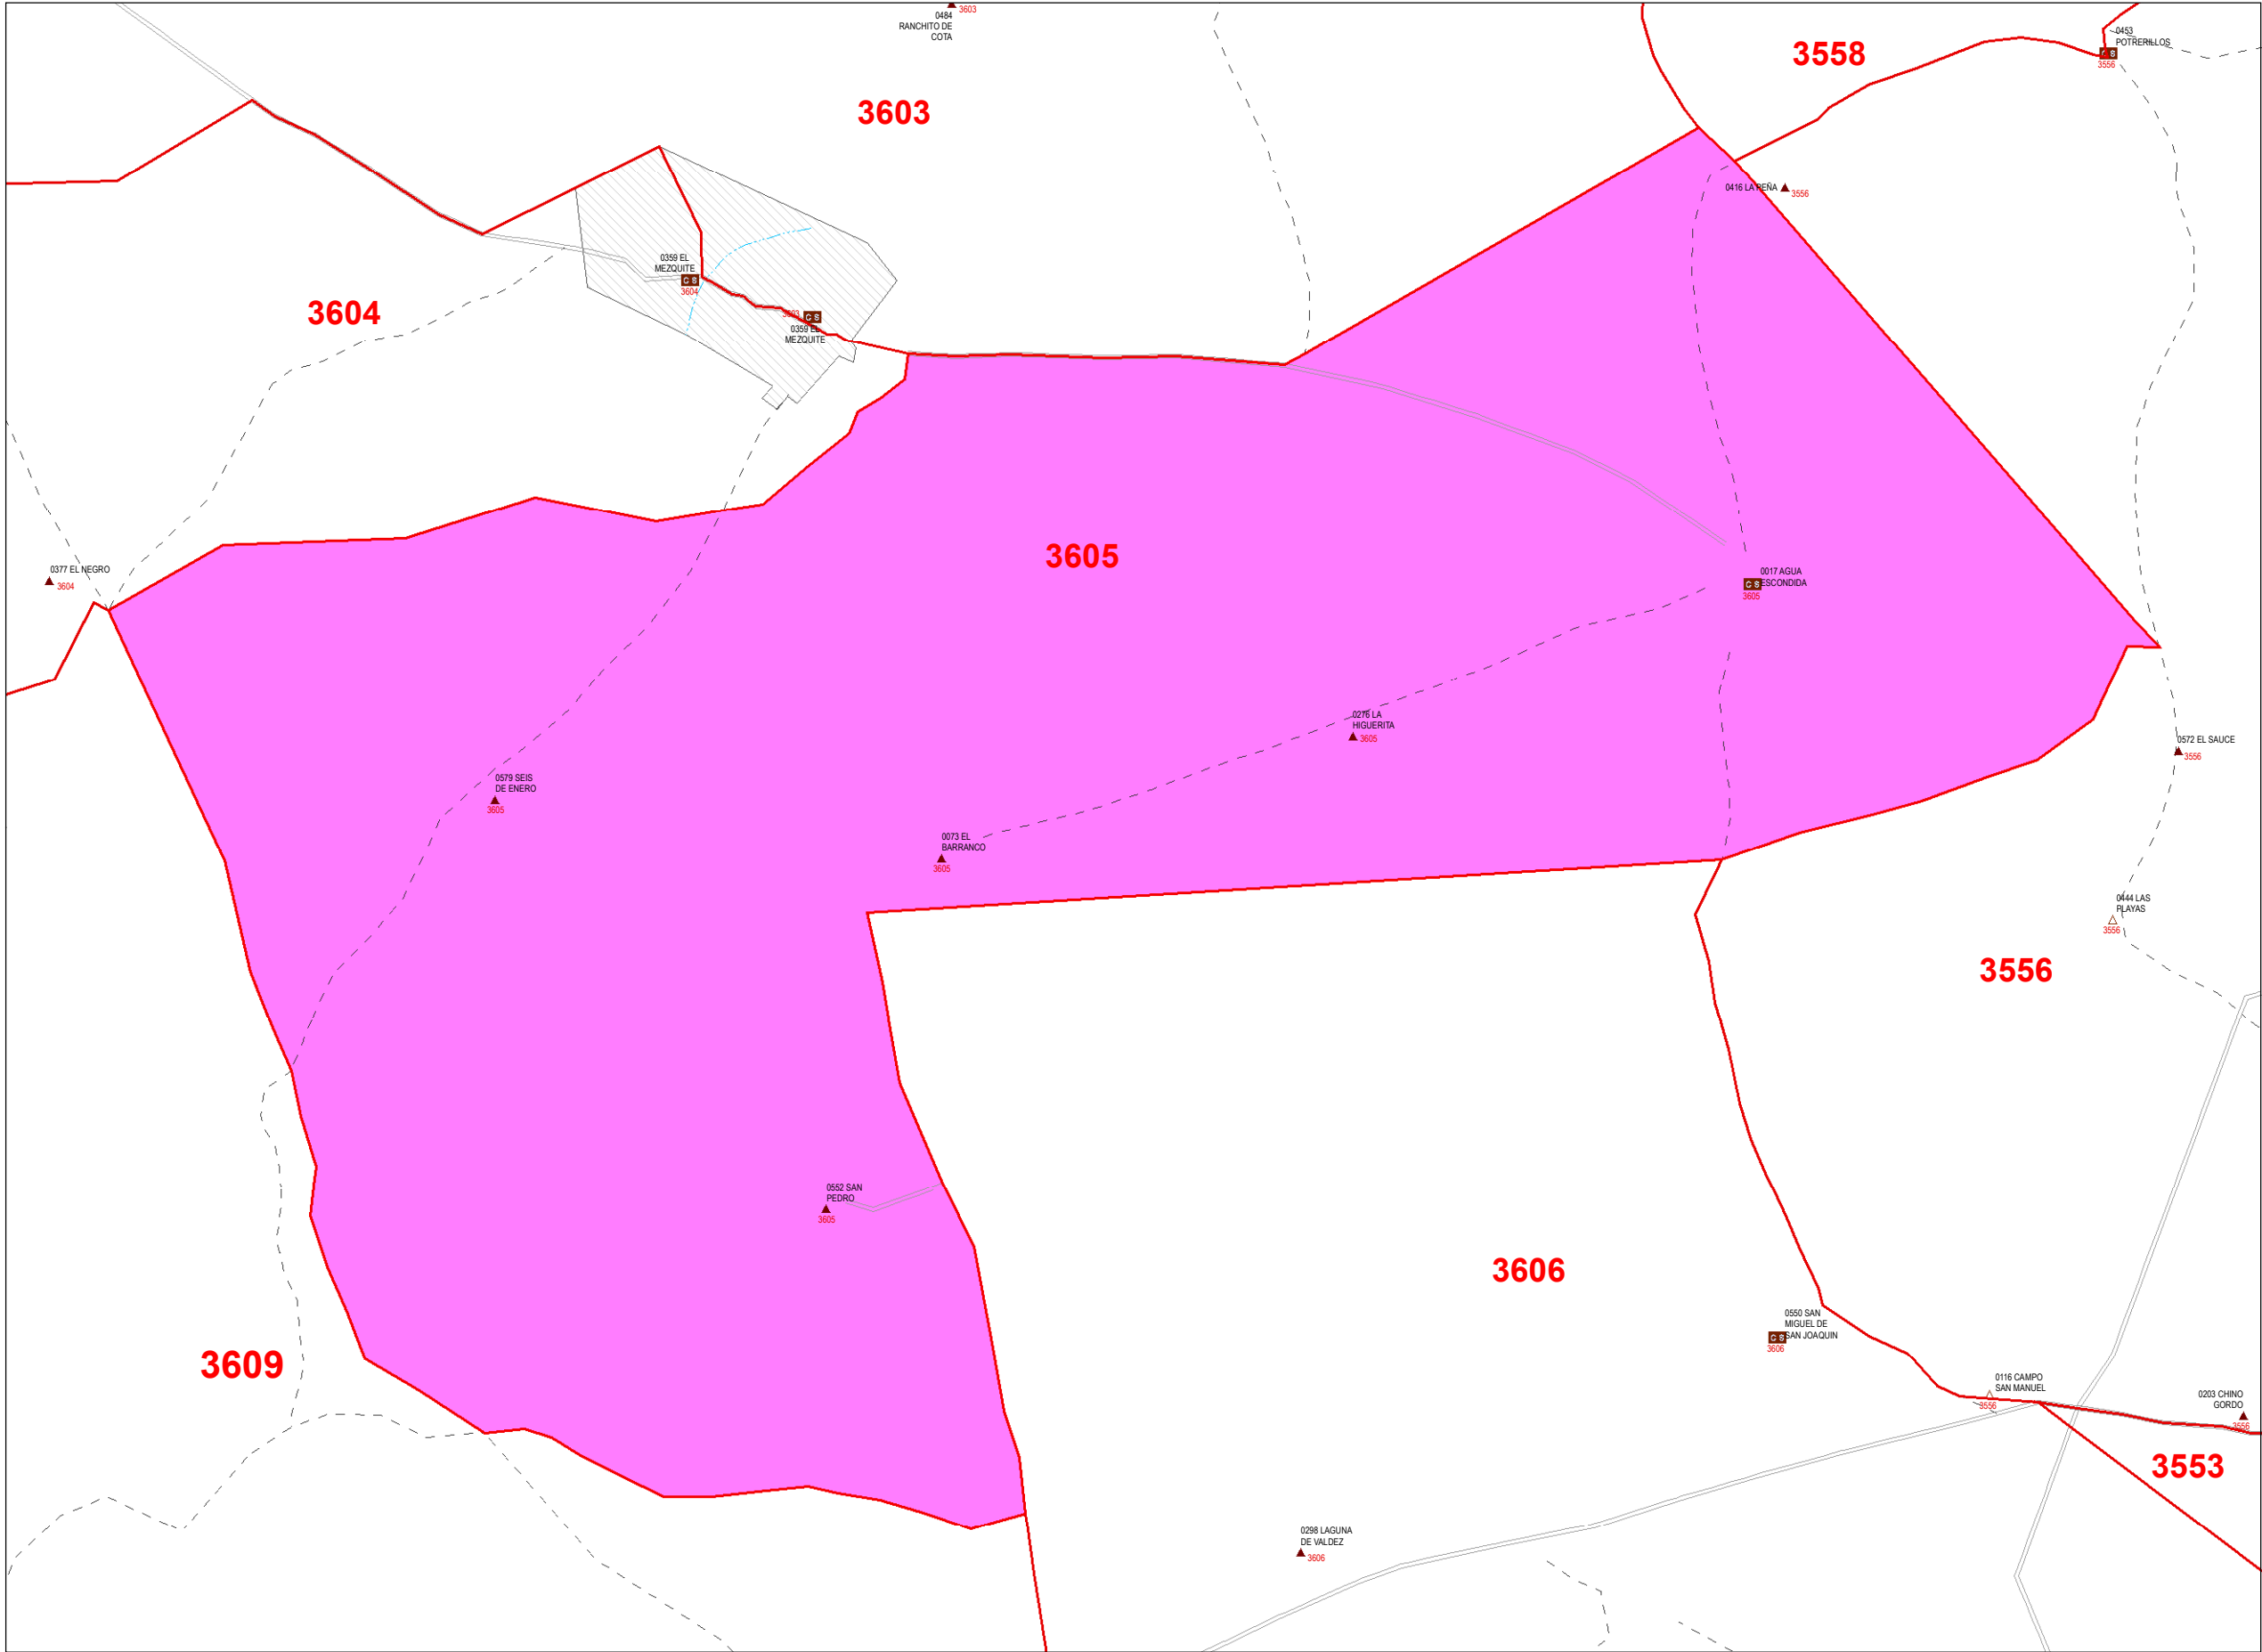 0484
RANCHITO DE
COTA
3603
3558
0453
POTRERILLOS
C S
3556
3603
0416 LA PEÑA
3556
0359 EL
MEZQUITE
C S
3604
3604
3603
C S
0359 EL
MEZQUITE
3605
0377 EL NEGRO
3604
0017 AGUA
ESCONDIDA
C S
3605
0276 LA
HIGUERITA
3605
0572 EL SAUCE
3556
0579 SEIS
DE ENERO
3605
0073 EL
BARRANCO
3605
0444 LAS
PLAYAS
3556
3556
0552 SAN
PEDRO
3605
3606
0550 SAN
MIGUEL DE
SAN JOAQUIN
C S
3606
3609
0116 CAMPO
SAN MANUEL
3556
0203 CHINO
GORDO
3556
3553
0298 LAGUNA
DE VALDEZ
3606